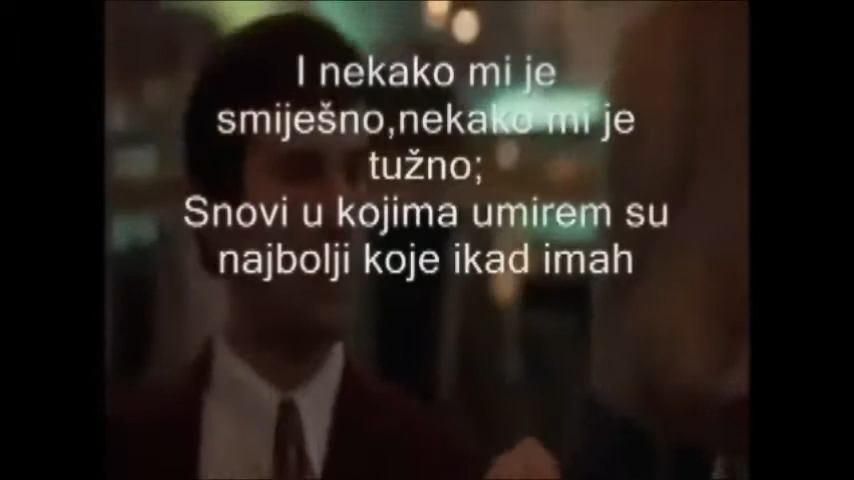 I nekako mi je
smiješno,nekako mi je
tužno;
Snovi u kojima umirem su
najbolji koje ikad imah